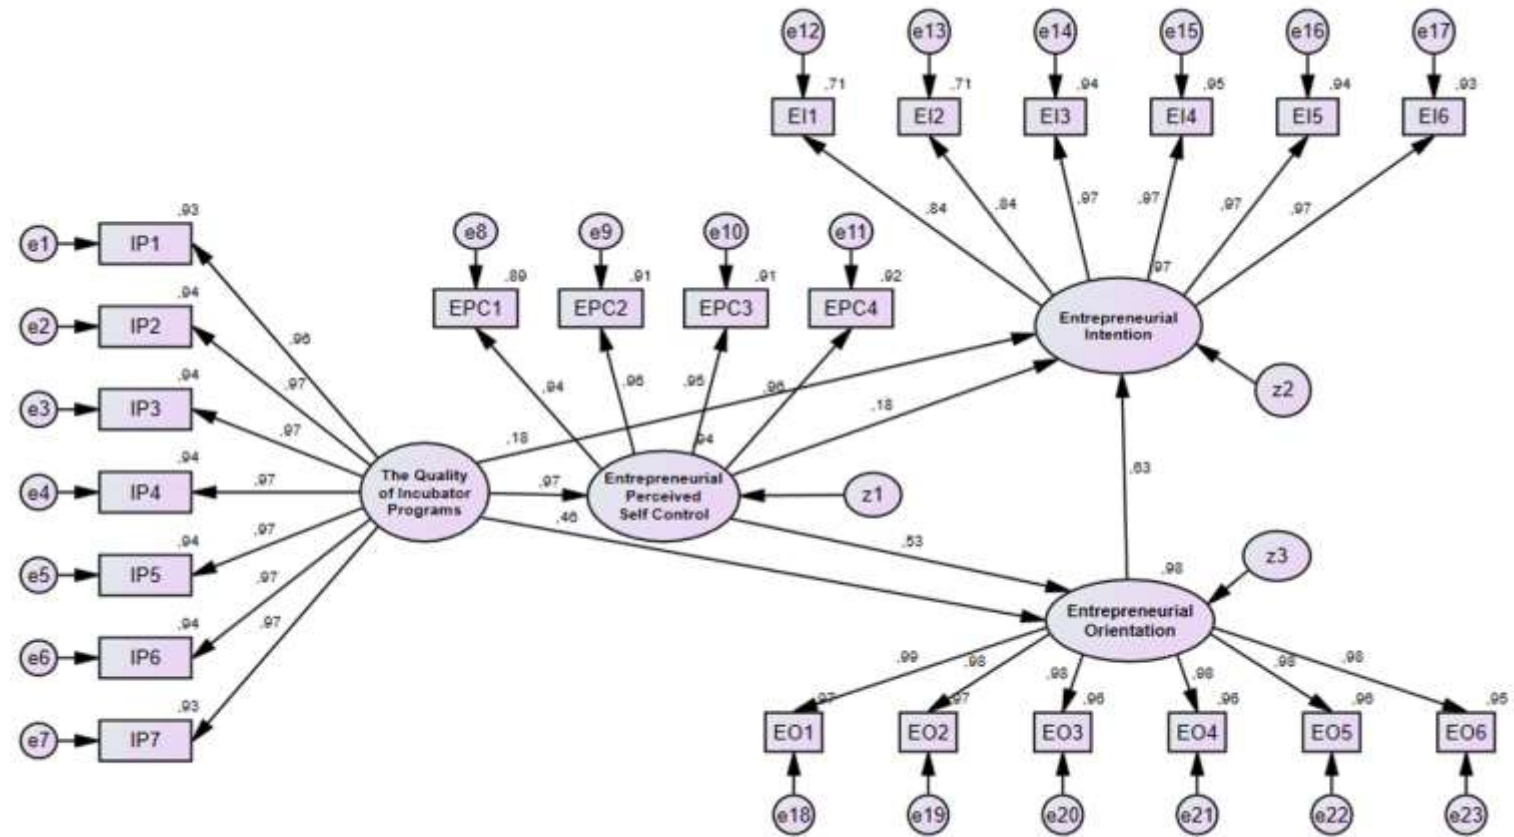 e12 e13 e14 e15 e16 e17
,71 ,71 ,94 ,95 ,94 ,93
EI1 EI2 EI3 EI4 EI5 EI6
,84 ,84 ,97 ,97 ,97 ,97
,97
Entrepreneurial
Intention
z2
e8 e9 e10 e11
,89 ,91 ,91 ,92
EPC1 EPC2 EPC3 EPC4
,94 ,96 ,95 ,96
,94
Entrepreneurial
Perceived
Self Control
z1
e1 IP1 ,93
e2 IP2 ,94
e3 IP3 ,94
e4 IP4 ,94
e5 IP5 ,94
e6 IP6 ,94
e7 IP7 ,93
,96
,97
,97
,97
,97
,97
,97
The Quality
of Incubator
Programs
,18
,97
,46
,18
,53
,63
z3
,98
Entrepreneurial
Orientation
,99 ,98 ,98 ,98 ,98 ,98
,97 ,97 ,96 ,96 ,96 ,95
EO1 EO2 EO3 EO4 EO5 EO6
e18 e19 e20 e21 e22 e23